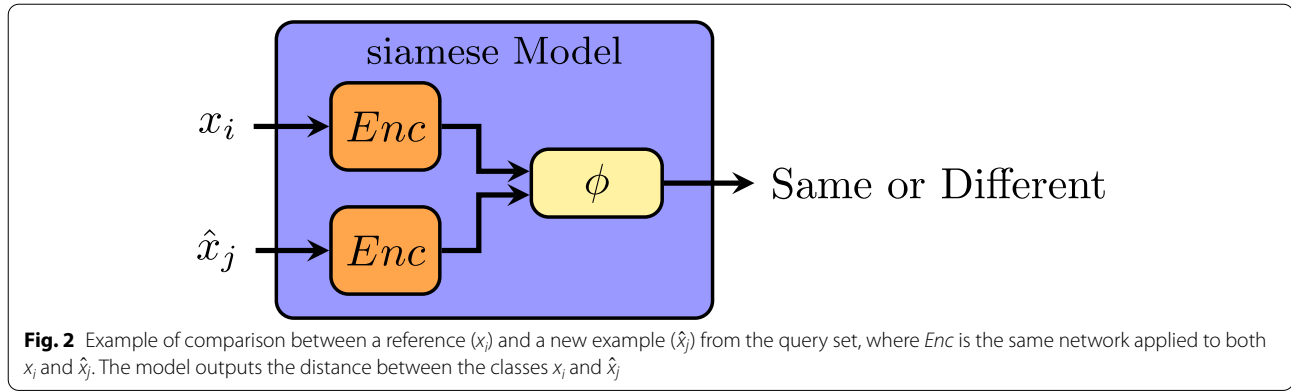 siamese Model
x_i
Enc
ϕ
Same or Different
x̂_j
Enc
Fig. 2 Example of comparison between a reference (x_i) and a new example (x̂_j) from the query set, where Enc is the same network applied to both
x_i and x̂_j. The model outputs the distance between the classes x_i and x̂_j